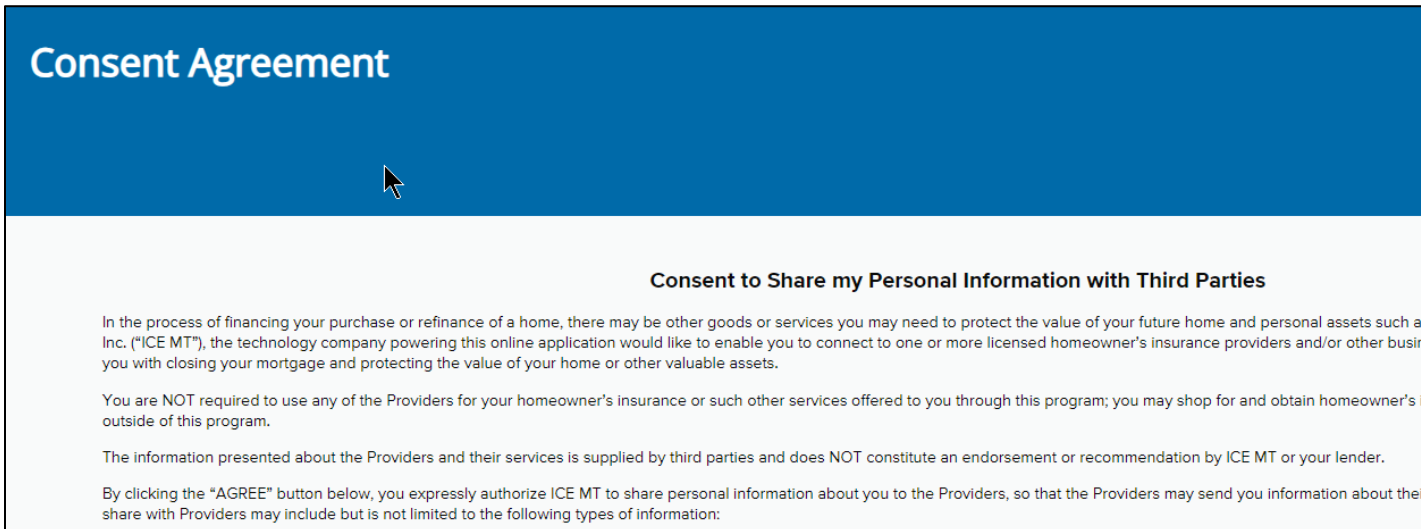 Consent Agreement
Consent to Share my Personal Information with Third Parties
In the process of financing your purchase or refinance of a home, there may be other goods or services you may need to protect the value of your future home and personal assets such a
Inc. (“ICE MT”), the technology company powering this online application would like to enable you to connect to one or more licensed homeowner’s insurance providers and/or other busi
you with closing your mortgage and protecting the value of your home or other valuable assets.
You are NOT required to use any of the Providers for your homeowner’s insurance or such other services offered to you through this program; you may shop for and obtain homeowner’s
outside of this program.
The information presented about the Providers and their services is supplied by third parties and does NOT constitute an endorsement or recommendation by ICE MT or your lender.
By clicking the “AGREE” button below, you expressly authorize ICE MT to share personal information about you to the Providers, so that the Providers may send you information about thei
share with Providers may include but is not limited to the following types of information: